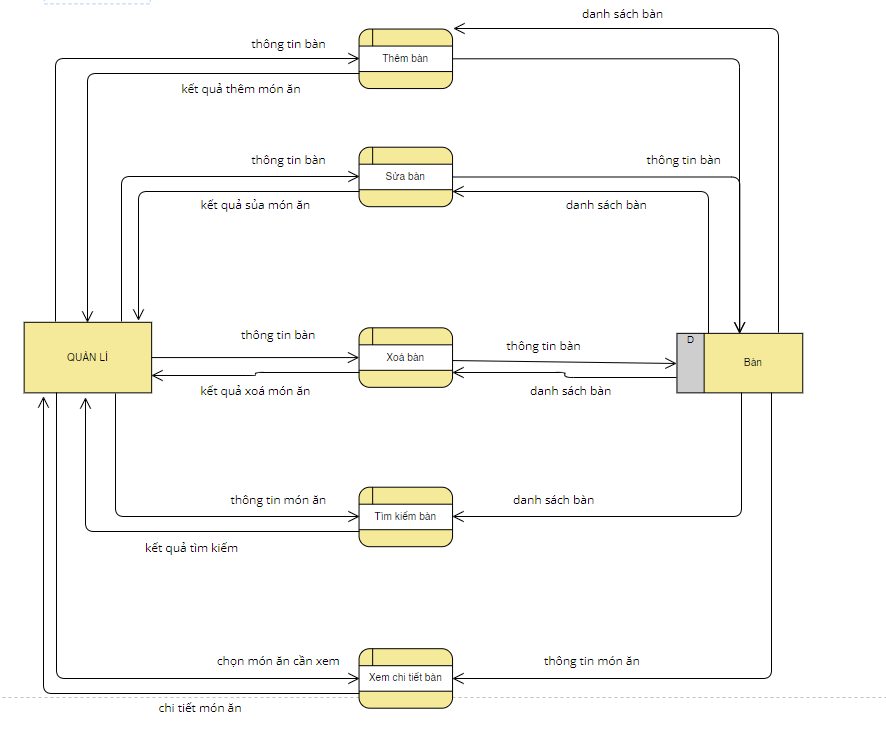 danh sách bàn
thông tin bàn
Thêm bàn
kết quả thêm món ăn
thông tin bàn
thông tin bàn
Sửa bàn
kết quả sủa món ăn
danh sách bàn
thông tin bàn
thông tin bàn
QUẢN LÌ
Xoá bàn
D
Bàn
kết quả xoá món ăn
danh sách bàn
thông tin món ăn
danh sách bàn
Tìm kiếm bàn
kết quả tìm kiếm
chọn món ăn cần xem
thông tin món ăn
Xem chi tiết bàn
chi tiết món ăn